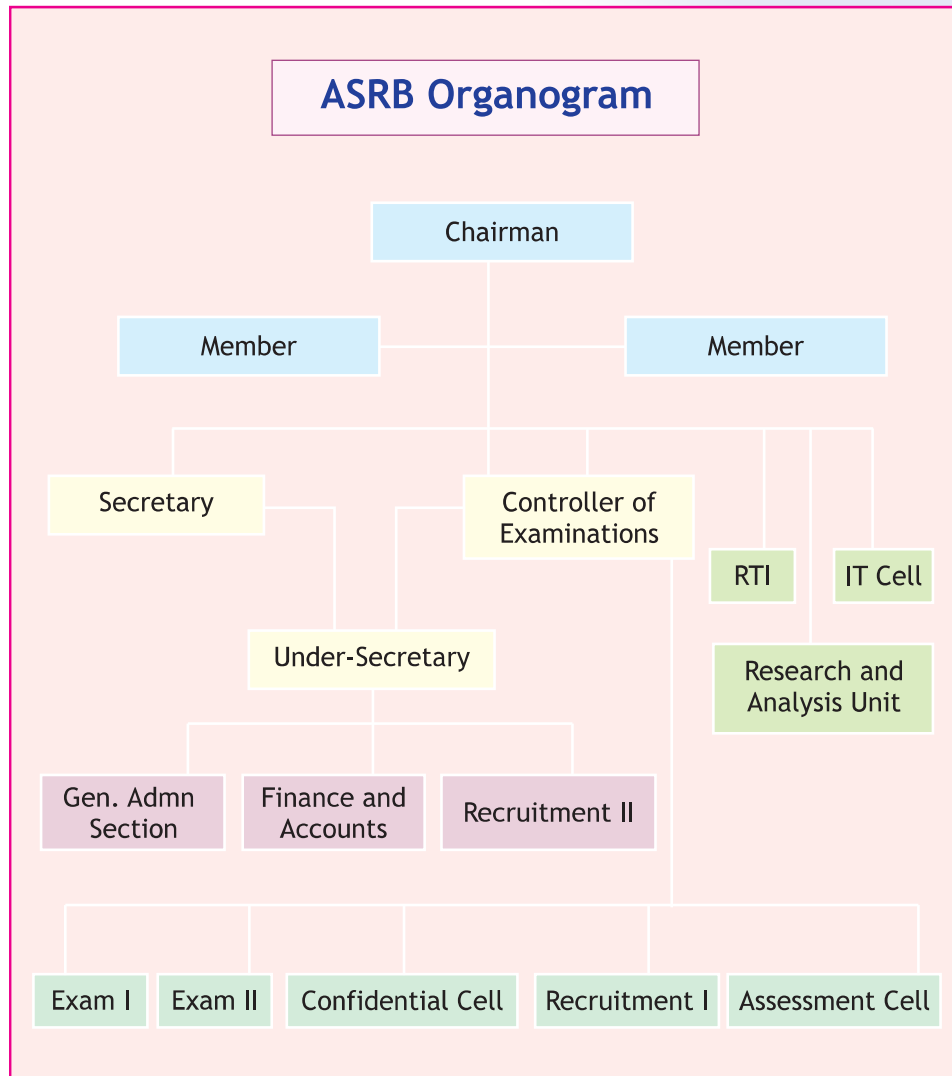 ASRB Organogram
Chairman
Member
Member
Secretary
Controller of
Examinations
RTI
IT Cell
Under-Secretary
Research and
Analysis Unit
Gen. Admn
Section
Finance and
Accounts
Recruitment II
Exam I
Exam II
Confidential Cell
Recruitment I
Assessment Cell